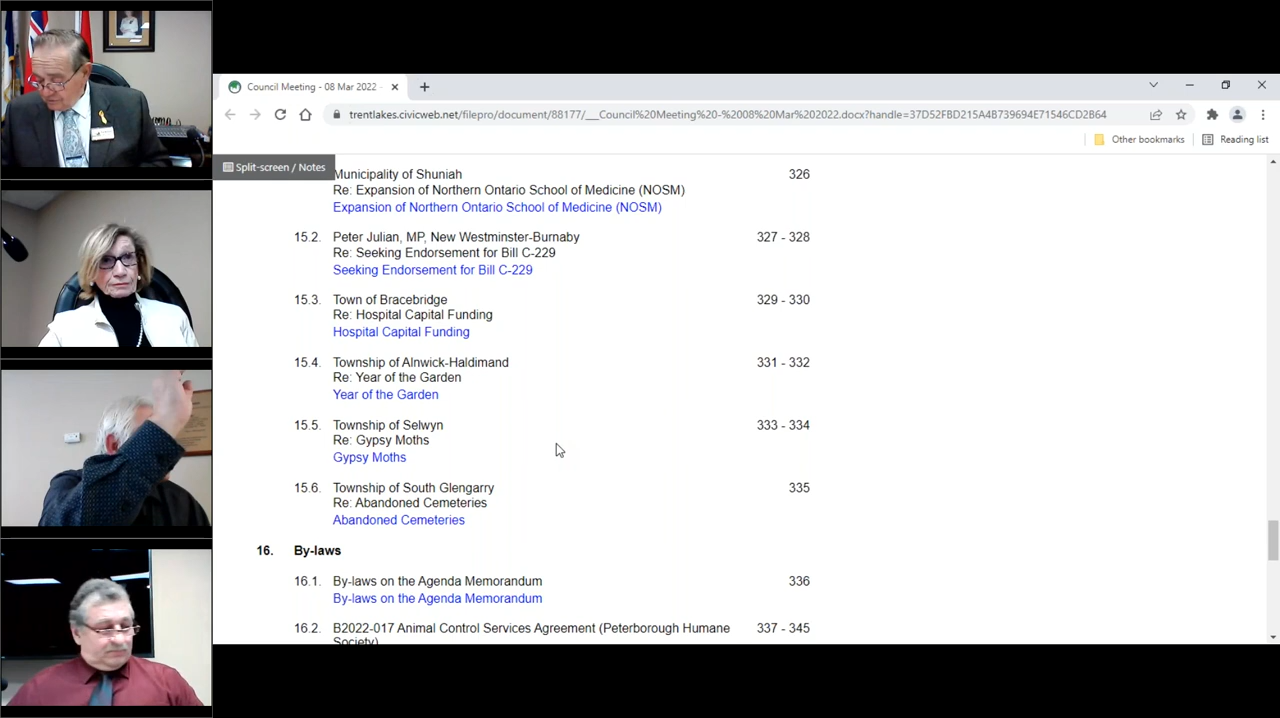 Council Meeting - 08 Mar 2022 -
trentlakes.civicweb.net/filepro/document/88177/___Council%20Meeting%20-%2008%20Mar%202022.docx?handle=37D52FBD215A4B739694E71546CD2B64
Other bookmarks
Reading list
Split-screen / Notes
Municipality of Shuniah 326
Re: Expansion of Northern Ontario School of Medicine (NOSM)
Expansion of Northern Ontario School of Medicine (NOSM)
15.2. Peter Julian, MP, New Westminster-Burnaby 327 - 328
Re: Seeking Endorsement for Bill C-229
Seeking Endorsement for Bill C-229
15.3. Town of Bracebridge 329 - 330
Re: Hospital Capital Funding
Hospital Capital Funding
15.4. Township of Alnwick-Haldimand 331 - 332
Re: Year of the Garden
Year of the Garden
15.5. Township of Selwyn 333 - 334
Re: Gypsy Moths
Gypsy Moths
15.6. Township of South Glengarry 335
Re: Abandoned Cemeteries
Abandoned Cemeteries
16. By-laws
16.1. By-laws on the Agenda Memorandum 336
By-laws on the Agenda Memorandum
16.2. B2022-017 Animal Control Services Agreement (Peterborough Humane 337 - 345
Society)